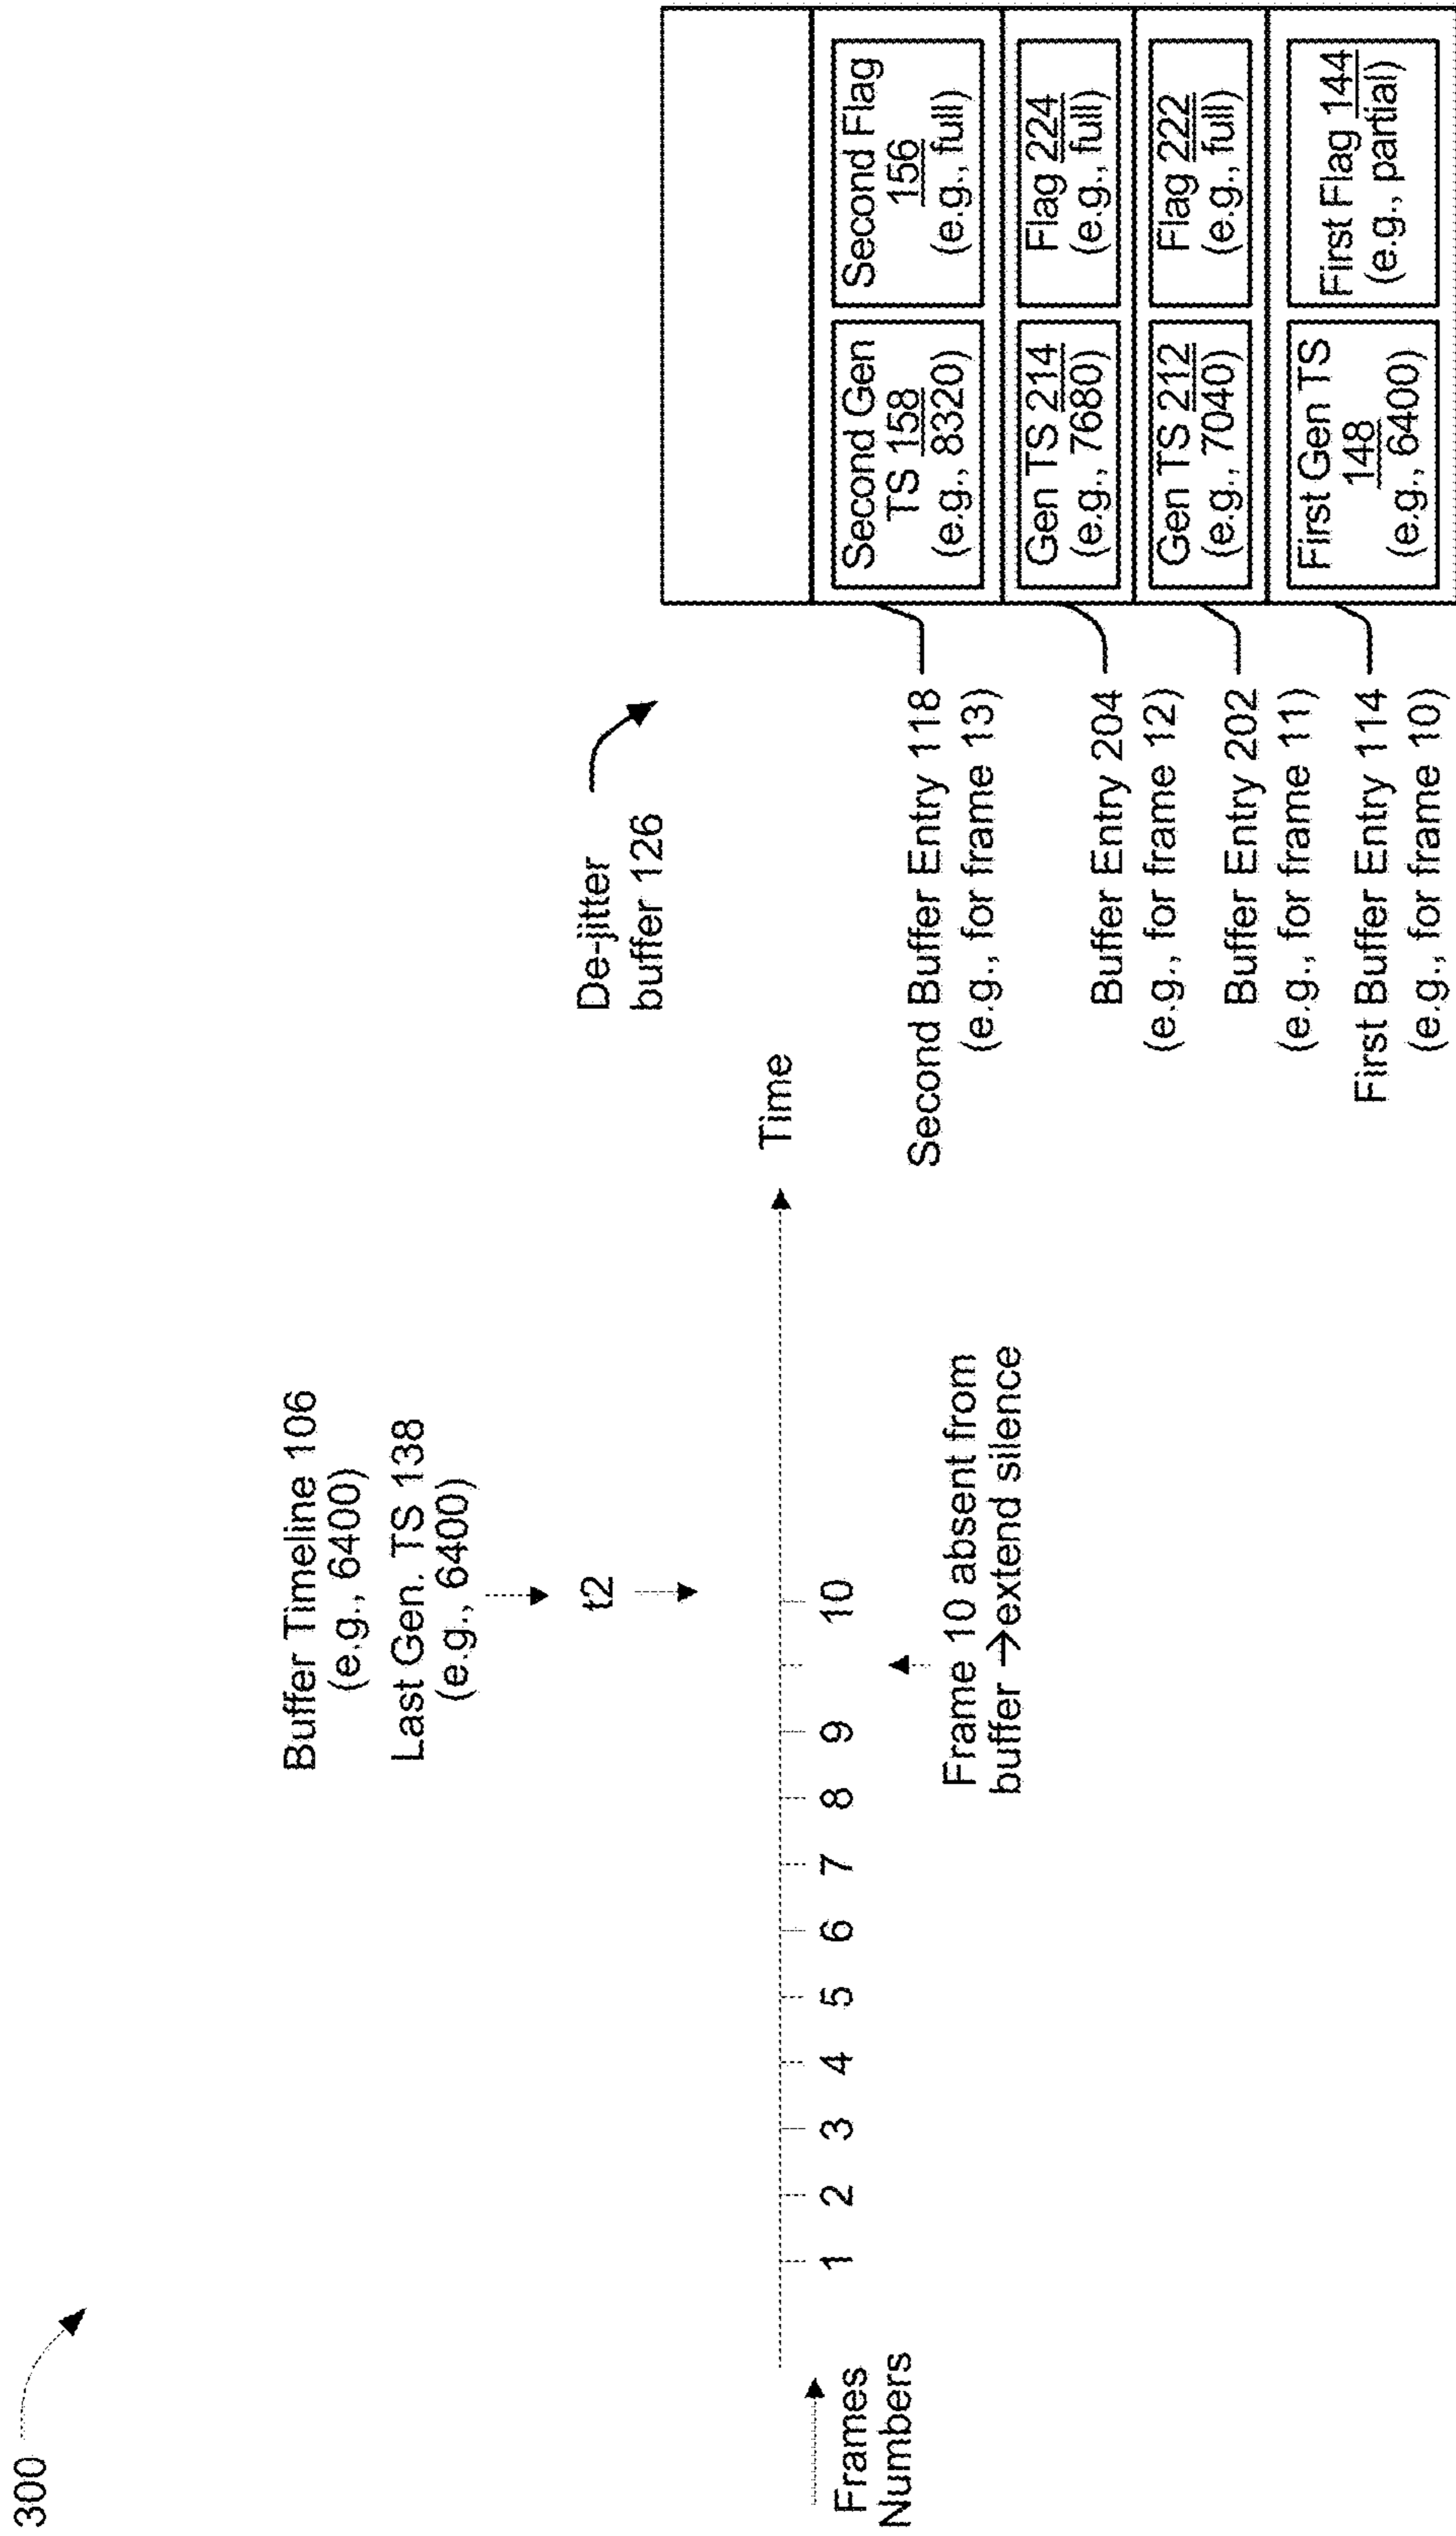 300
Buffer Timeline 106
(e.g., 6400)
Last Gen. TS 138
(e.g., 6400)
t2
Time
Frames
Numbers
1 2 3 4 5 6 7 8 9 10
Frame 10 absent from
buffer →extend silence
De-jitter
buffer 126
Second Buffer Entry 118
(e.g., for frame 13)
Second Gen
TS 158
(e.g., 8320)
Second Flag
156
(e.g., full)
Buffer Entry 204
(e.g., for frame 12)
Gen TS 214
(e.g., 7680)
Flag 224
(e.g., full)
Buffer Entry 202
(e.g., for frame 11)
Gen TS 212
(e.g., 7040)
Flag 222
(e.g., full)
First Buffer Entry 114
(e.g., for frame 10)
First Gen TS
148
(e.g., 6400)
First Flag 144
(e.g., partial)